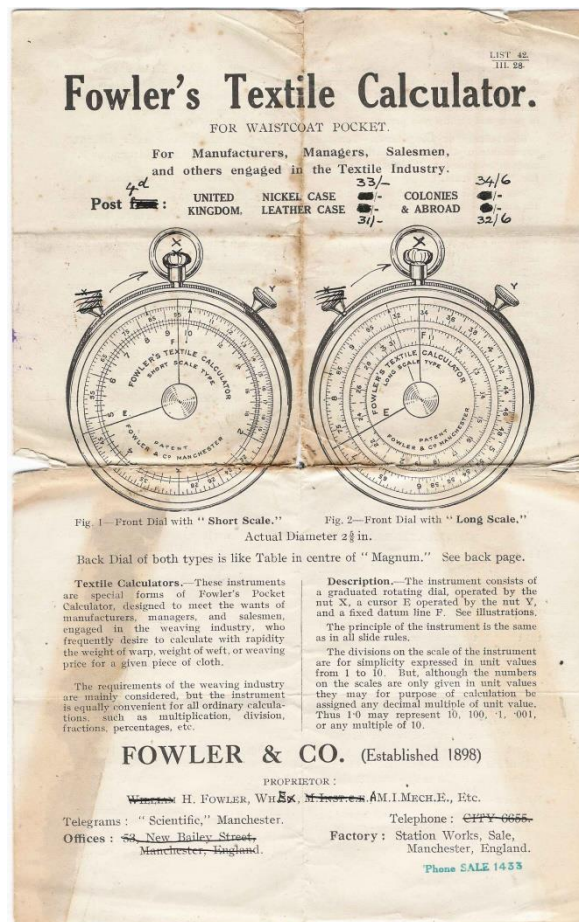 LIST 42.
III. 28.
Fowler's Textile Calculator.
FOR WAISTCOAT POCKET.
For Manufacturers, Managers, Salesmen,
and others engaged in the Textile Industry.
4d 33/- 34/6
Post : UNITED NICKEL CASE /- COLONIES /-
KINGDOM. LEATHER CASE /- & ABROAD /-
31/- 32/6
X X
Y Y
F F
FOWLER'S TEXTILE CALCULATOR
SHORT SCALE TYPE
E.
PATENT
FOWLER & CO MANCHESTER
FOWLER'S TEXTILE CALCULATOR
LONG SCALE TYPE
E
PATENT
FOWLER & CO MANCHESTER
Fig. 1—Front Dial with "Short Scale." Fig. 2—Front Dial with "Long Scale."
Actual Diameter 2⅝ in.
Back Dial of both types is like Table in centre of "Magnum." See back page.
Textile Calculators.—These instruments
are special forms of Fowler's Pocket
Calculator, designed to meet the wants of
manufacturers, managers, and salesmen,
engaged in the weaving industry, who
frequently desire to calculate with rapidity
the weight of warp, weight of weft, or weaving
price for a given piece of cloth.
The requirements of the weaving industry
are mainly considered, but the instrument
is equally convenient for all ordinary calcula-
tions, such as multiplication, division,
fractions, percentages, etc.
Description.—The instrument consists of
a graduated rotating dial, operated by the
nut X, a cursor E operated by the nut Y,
and a fixed datum line F. See illustrations.
The principle of the instrument is the same
as in all slide rules.
The divisions on the scale of the instrument
are for simplicity expressed in unit values
from 1 to 10. But, although the numbers
on the scales are only given in unit values
they may for purpose of calculation be
assigned any decimal multiple of unit value.
Thus 1·0 may represent 10, 100, ·1, ·001,
or any multiple of 10.
FOWLER & CO. (Established 1898)
PROPRIETOR :
WILLIAM H. FOWLER, WH.Ex, M.INST.C.E. AM.I.MECH.E., Etc.
Telegrams : "Scientific," Manchester. Telephone : CITY 6655.
Offices : 53, New Bailey Street, Factory : Station Works, Sale,
Manchester, England. Manchester, England.
'Phone SALE 1433